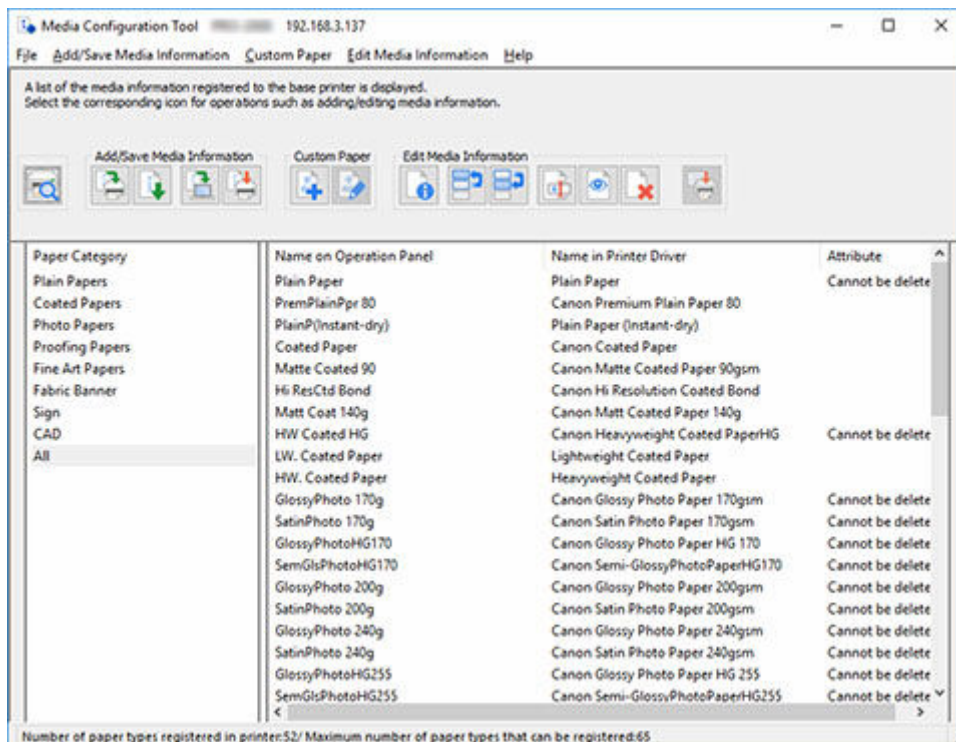 Media Configuration Tool 192.168.3.137
File Add/Save Media Information Custom Paper Edit Media Information Help
A list of the media information registered to the base printer is displayed.
Select the corresponding icon for operations such as adding/editing media information.
Add/Save Media Information Custom Paper Edit Media Information
Paper Category Name on Operation Panel Name in Printer Driver Attribute
Plain Papers Plain Paper Plain Paper Cannot be delete
Coated Papers PremPlainPpr 80 Canon Premium Plain Paper 80
Photo Papers PlainP(Instant-dry) Plain Paper (Instant-dry)
Proofing Papers Coated Paper Canon Coated Paper
Fine Art Papers Matte Coated 90 Canon Matte Coated Paper 90gsm
Fabric Banner Hi ResCtd Bond Canon Hi Resolution Coated Bond
Sign Matt Coat 140g Canon Matt Coated Paper 140g
CAD HW Coated HG Canon Heavyweight Coated PaperHG Cannot be delete
All LW. Coated Paper Lightweight Coated Paper
HW. Coated Paper Heavyweight Coated Paper
GlossyPhoto 170g Canon Glossy Photo Paper 170gsm Cannot be delete
SatinPhoto 170g Canon Satin Photo Paper 170gsm Cannot be delete
GlossyPhotoHG170 Canon Glossy Photo Paper HG 170 Cannot be delete
SemGlsPhotoHG170 Canon Semi-GlossyPhotoPaperHG170 Cannot be delete
GlossyPhoto 200g Canon Glossy Photo Paper 200gsm Cannot be delete
SatinPhoto 200g Canon Satin Photo Paper 200gsm Cannot be delete
GlossyPhoto 240g Canon Glossy Photo Paper 240gsm Cannot be delete
SatinPhoto 240g Canon Satin Photo Paper 240gsm Cannot be delete
GlossyPhotoHG255 Canon Glossy Photo Paper HG 255 Cannot be delete
SemGlsPhotoHG255 Canon Semi-GlossyPhotoPaperHG255 Cannot be delete
Number of paper types registered in printer:52/ Maximum number of paper types that can be registered:65